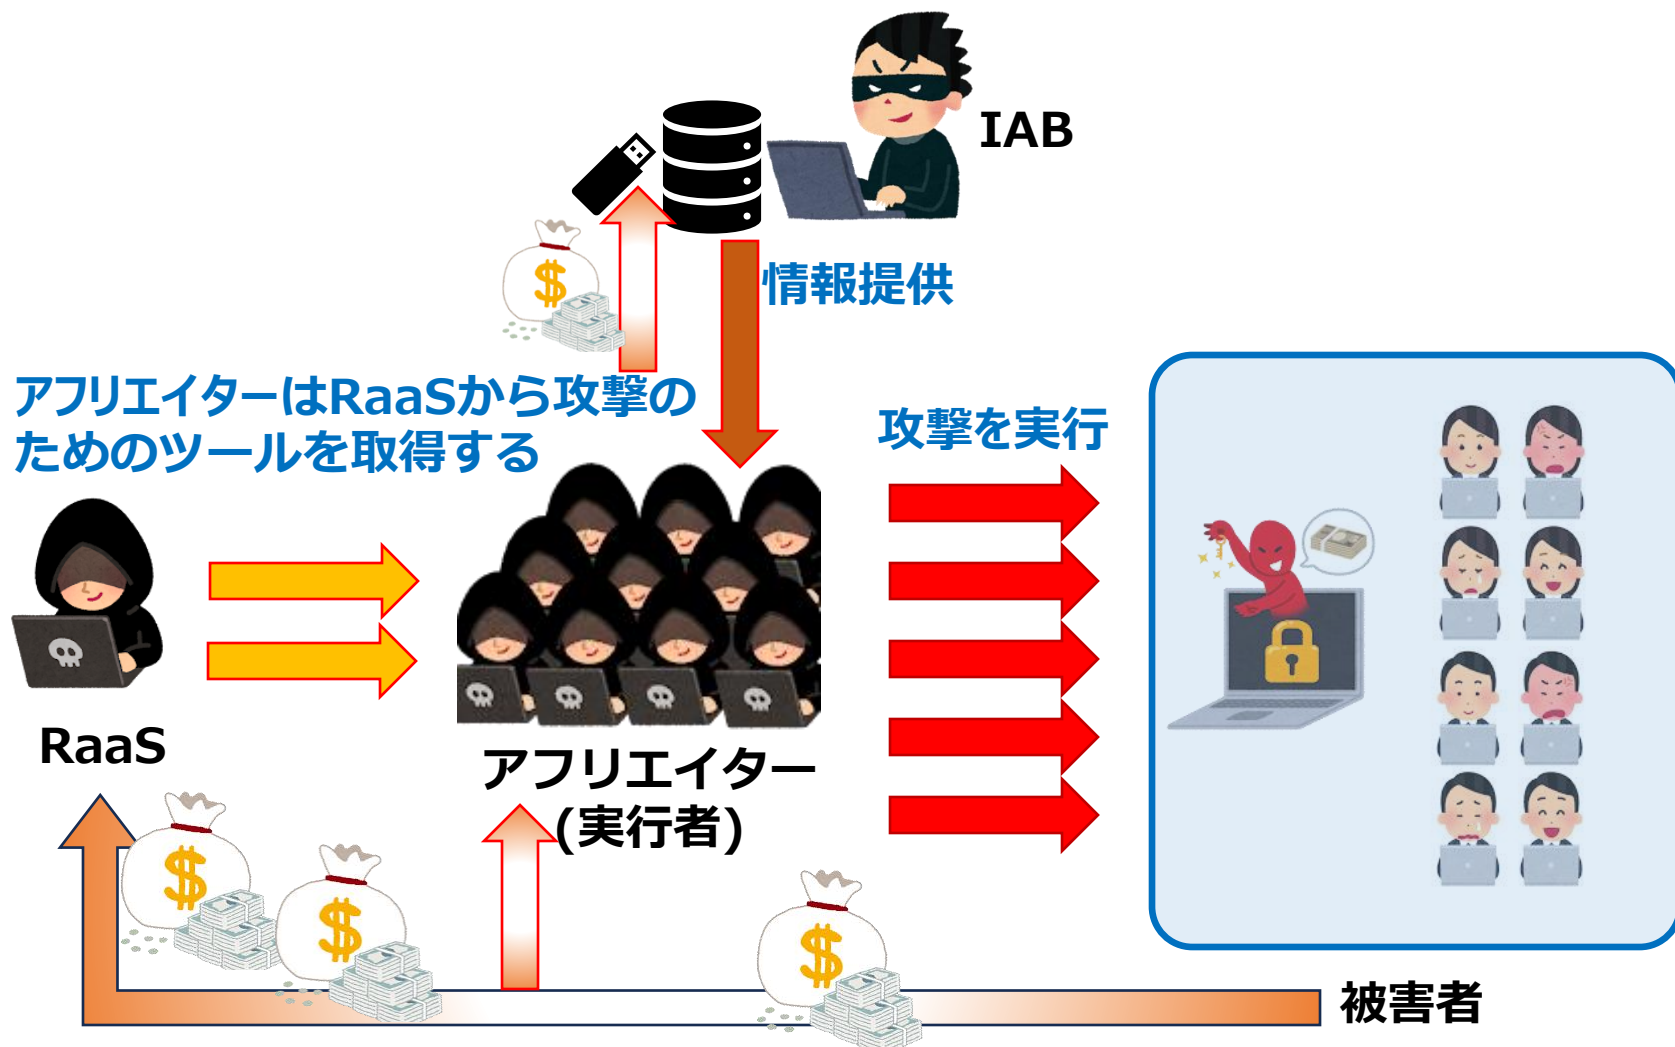 IAB
情報提供
アフリエイターはRaaSから攻撃の
ためのツールを取得する
攻撃を実行
RaaS
アフリエイター
(実行者)
被害者